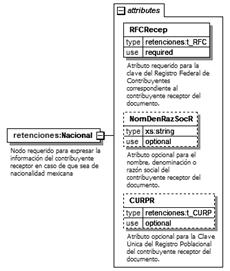 attributes
RFCRecep
type retenciones:t_RFC
use required
Atributo requerido para la
clave del Registro Federal de
Contribuyentes
correspondiente al
contribuyente receptor del
documento.
NomDenRazSocR
type xs:string
use optional
Atributo opcional para el
nombre, denominación o
razón social del
contribuyente receptor del
documento.
retenciones:Nacional
Nodo requerido para expresar la
información del contribuyente
receptor en caso de que sea de
nacionalidad mexicana
CURPR
type retenciones:t_CURP
use optional
Atributo opcional para la Clave
Única del Registro Poblacional
del contribuyente receptor del
documento.